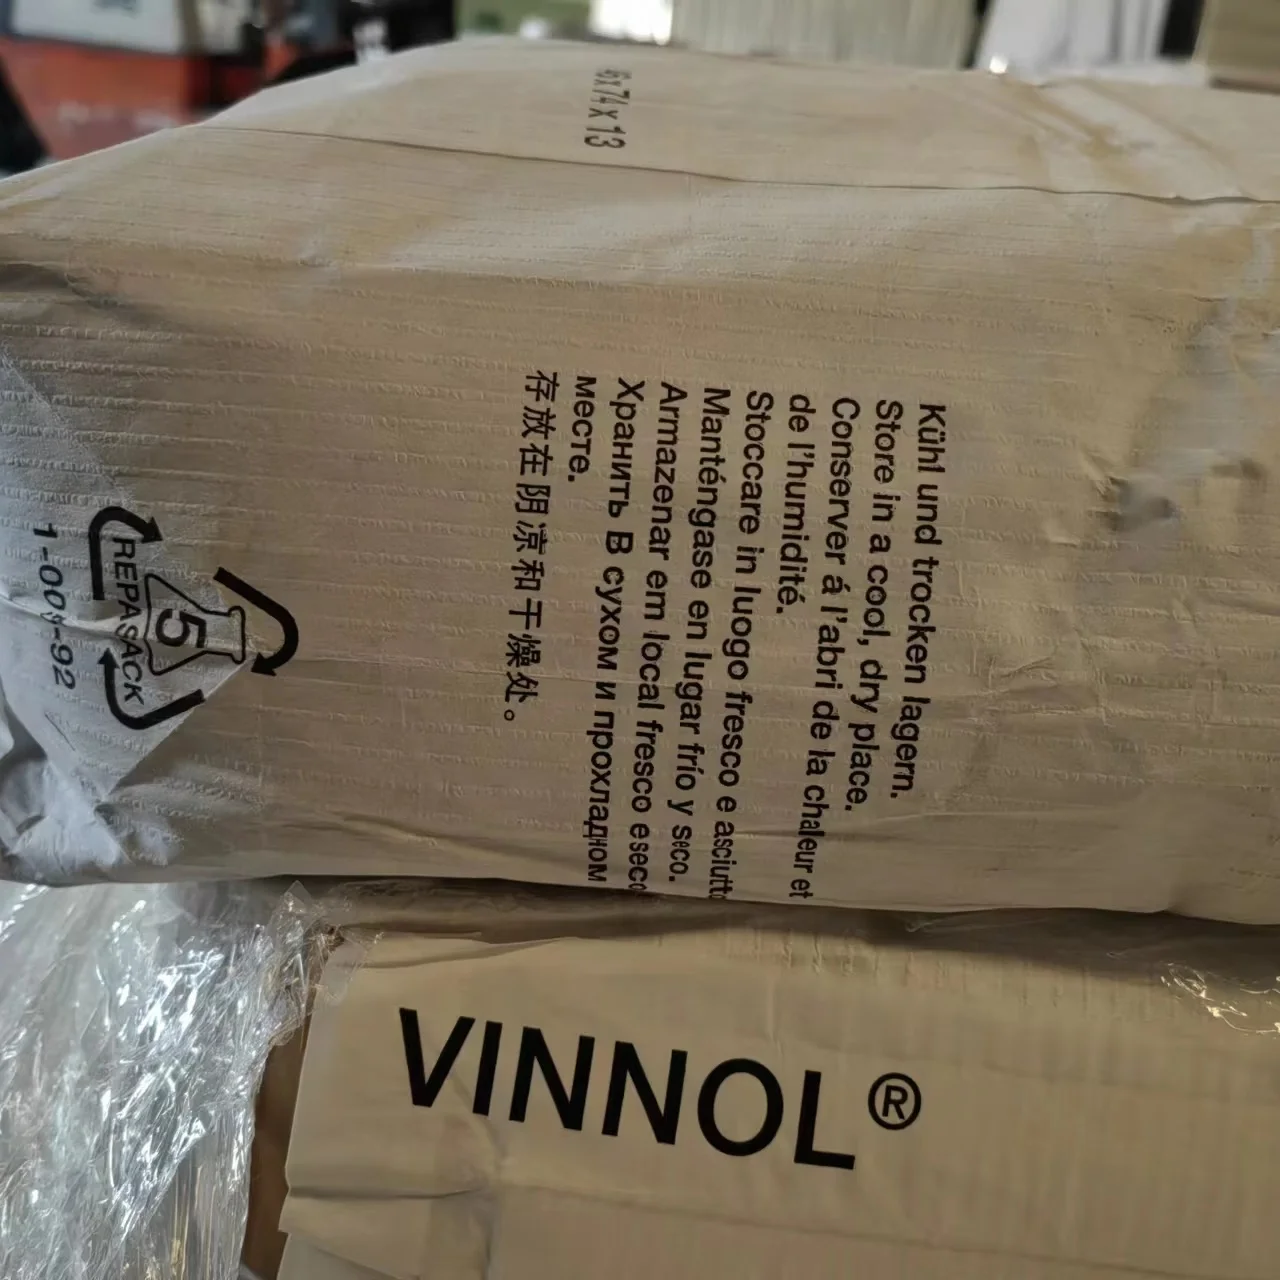 6x74x13
Kühl und trocken lagern.
Store in a cool, dry place.
Conserver á l'abri de la chaleur et
de l'humidité.
Stoccare in luogo fresco e asciutto
Manténgase en lugar frío y seco.
Armazenar em local fresco e seco
Хранить В сухом и прохладном
месте.
存放在阴凉和干燥处。
5
REPASACK
VINNOL®